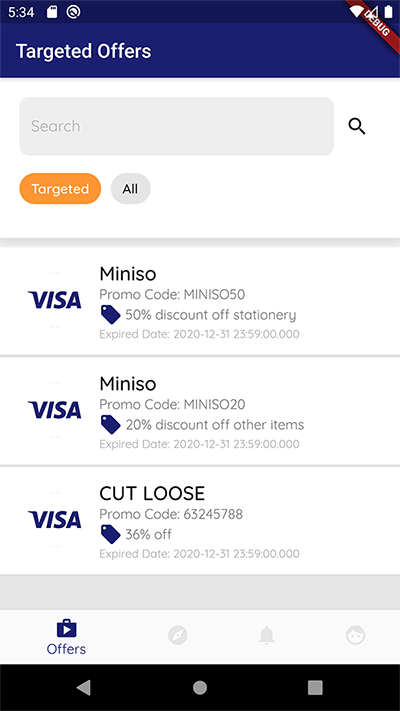 5:34
DEBUG
Targeted Offers
Search
Targeted
All
VISA
Miniso
Promo Code: MINISO50
50% discount off stationery
Expired Date: 2020-12-31 23:59:00.000
VISA
Miniso
Promo Code: MINISO20
20% discount off other items
Expired Date: 2020-12-31 23:59:00.000
VISA
CUT LOOSE
Promo Code: 63245788
36% off
Expired Date: 2020-12-31 23:59:00.000
Offers